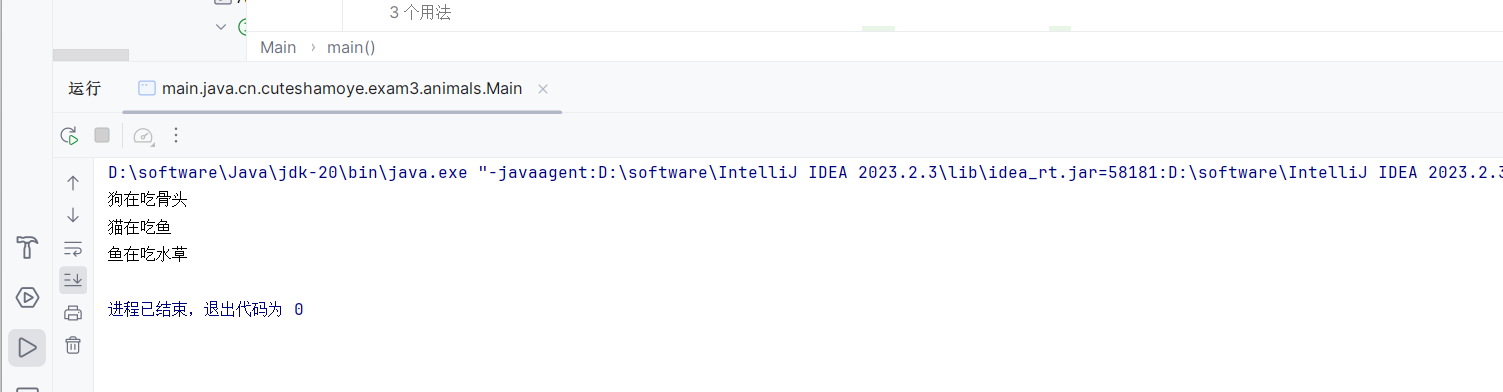 3 个用法
Main › main()
运行 main.java.cn.cuteshamoye.exam3.animals.Main
D:\software\Java\jdk-20\bin\java.exe "-javaagent:D:\software\IntelliJ IDEA 2023.2.3\lib\idea_rt.jar=58181:D:\software\IntelliJ IDEA 2023.2.3
狗在吃骨头
猫在吃鱼
鱼在吃水草
进程已结束，退出代码为 0